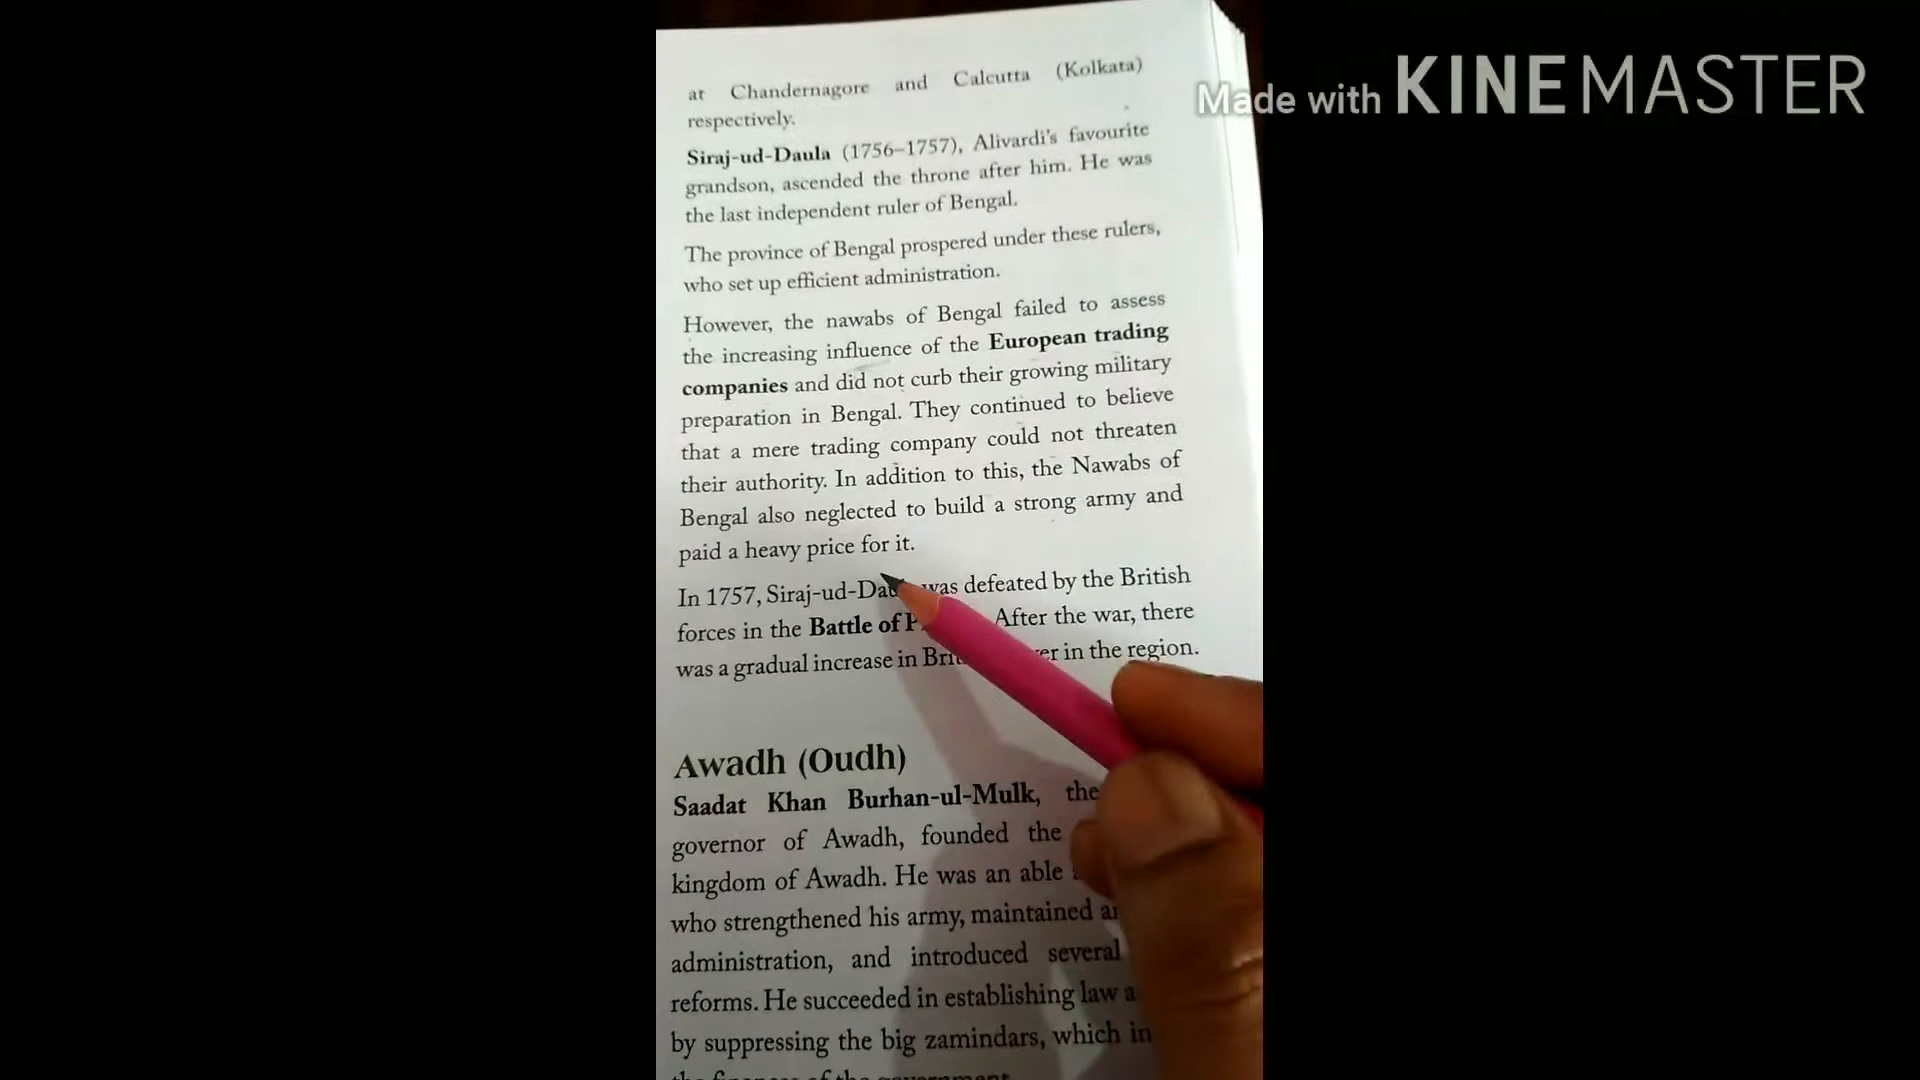 at Chandernagore and Calcutta (Kolkata)
respectively.
Siraj-ud-Daula (1756–1757), Alivardi's favourite
grandson, ascended the throne after him. He was
the last independent ruler of Bengal.
The province of Bengal prospered under these rulers,
who set up efficient administration.
However, the nawabs of Bengal failed to assess
the increasing influence of the European trading
companies and did not curb their growing military
preparation in Bengal. They continued to believe
that a mere trading company could not threaten
their authority. In addition to this, the Nawabs of
Bengal also neglected to build a strong army and
paid a heavy price for it.
In 1757, Siraj-ud-Dau was defeated by the British
forces in the Battle of After the war, there
was a gradual increase in in the region.
Awadh (Oudh)
Saadat Khan Burhan-ul-Mulk, the
governor of Awadh, founded the
kingdom of Awadh. He was an able
who strengthened his army, maintained
administration, and introduced several
reforms. He succeeded in establishing law
by suppressing the big zamindars, which in
the finances of the government
Made with KINEMASTER